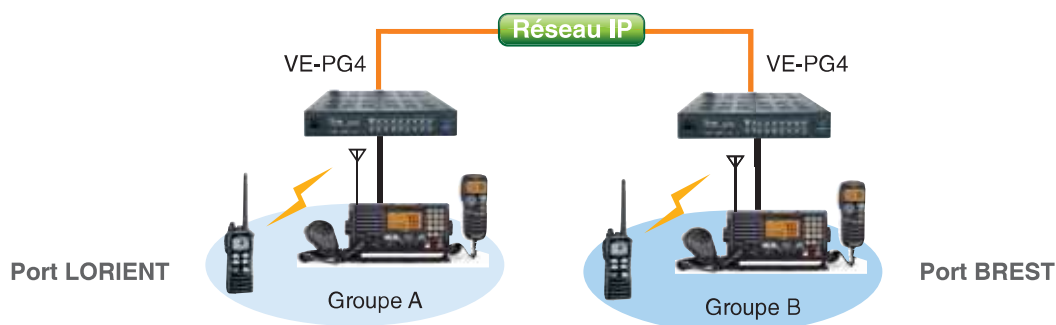 Réseau IP
VE-PG4
VE-PG4
Port LORIENT
Groupe A
Groupe B
Port BREST